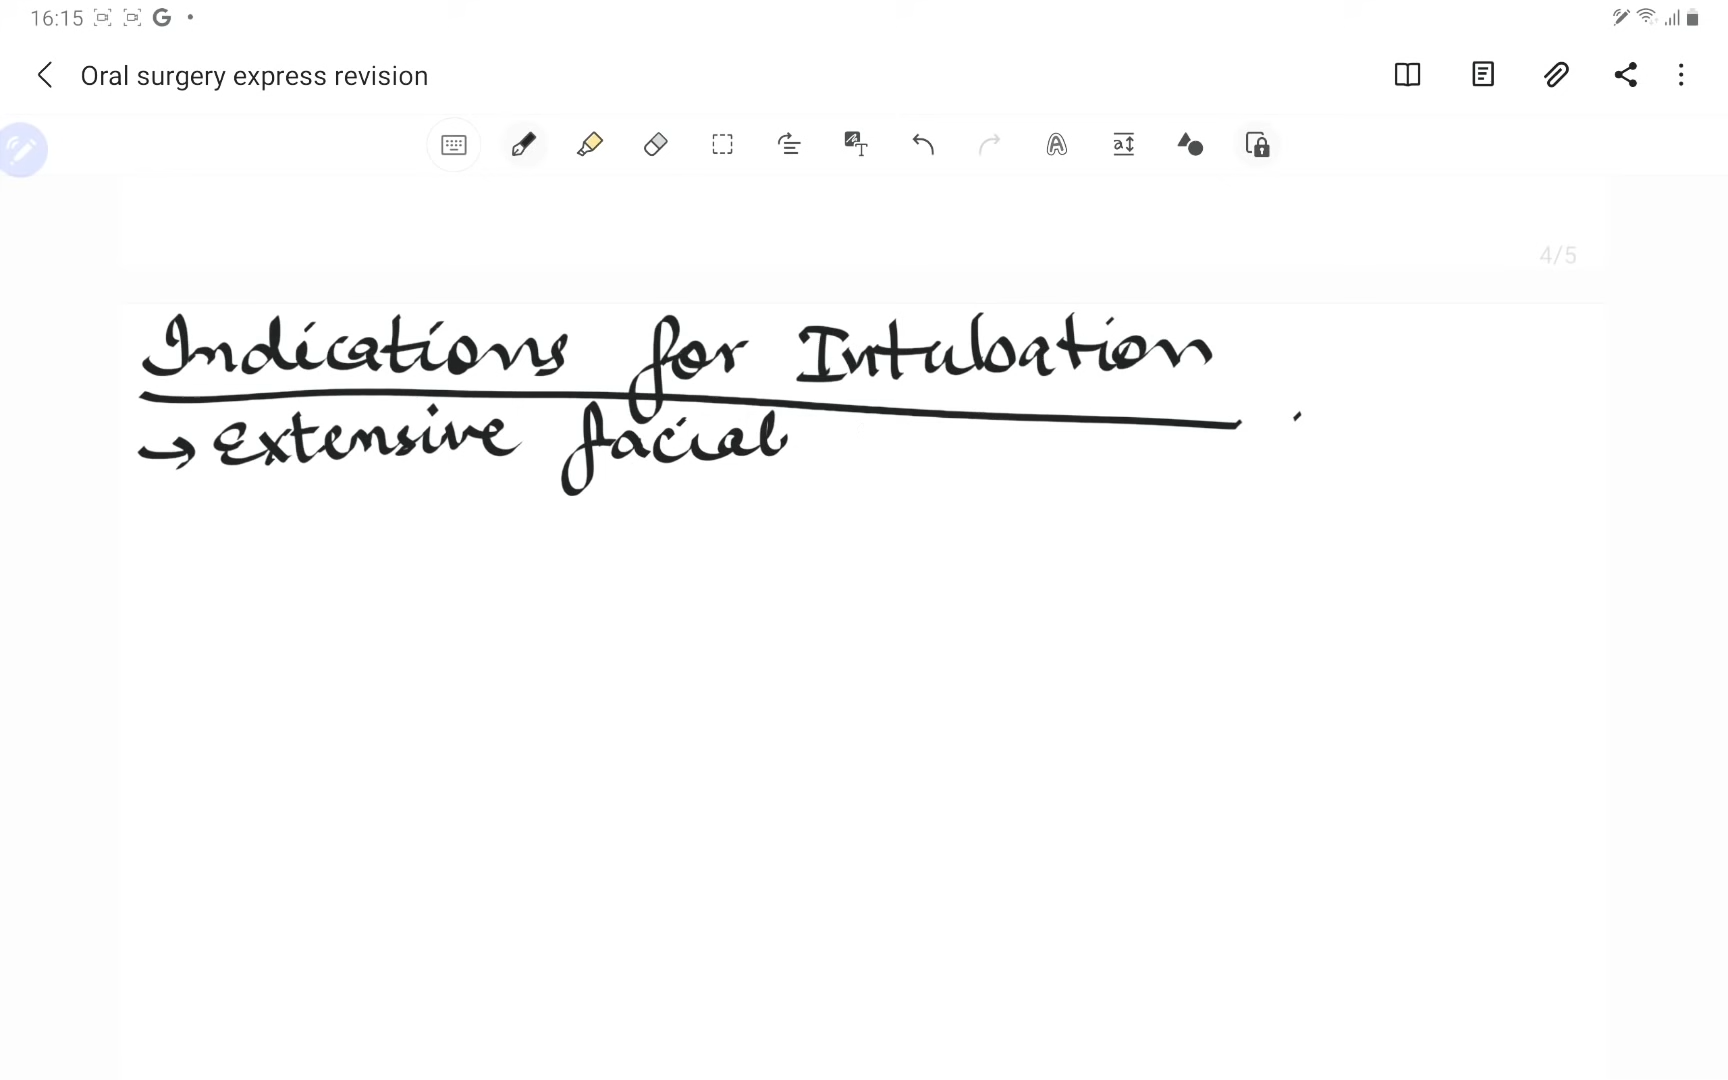 16:15 G
Oral surgery express revision
4/5
Indications for Intubation
→ Extensive facial